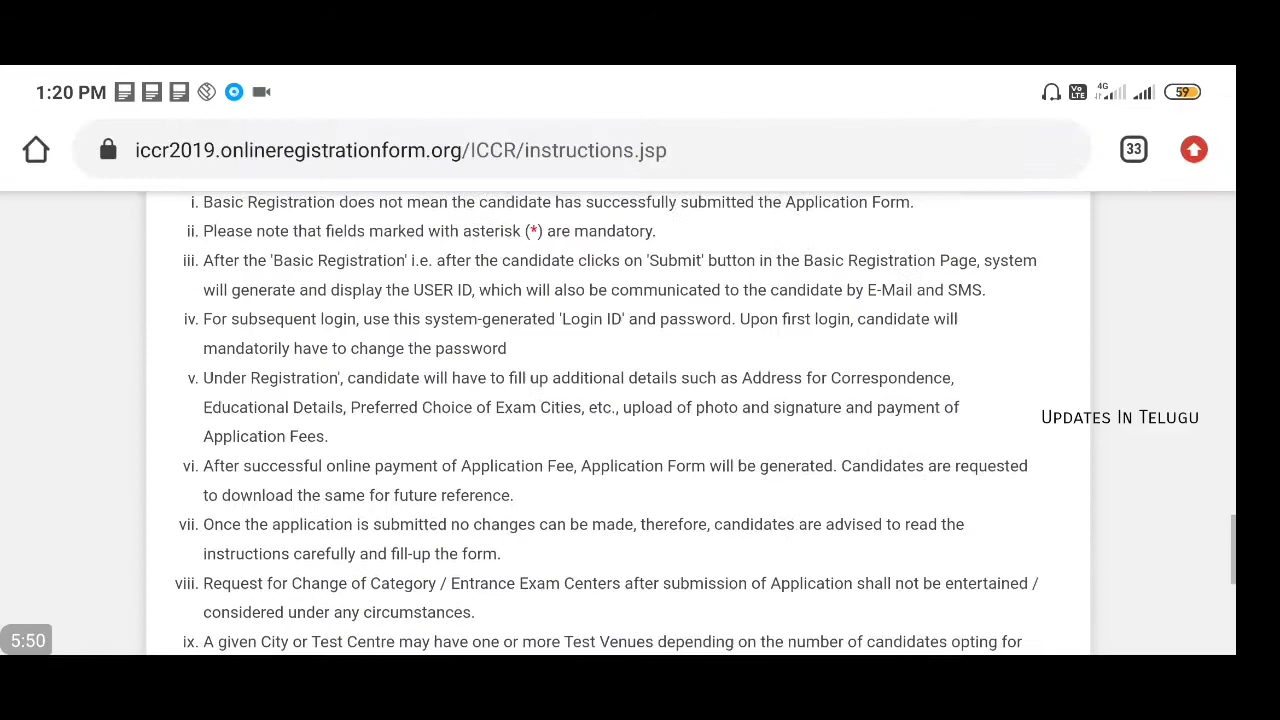 1:20 PM
Vo LTE
4G
59
iccr2019.onlineregistrationform.org/ICCR/instructions.jsp
33
i. Basic Registration does not mean the candidate has successfully submitted the Application Form.
ii. Please note that fields marked with asterisk (*) are mandatory.
iii. After the 'Basic Registration' i.e. after the candidate clicks on 'Submit' button in the Basic Registration Page, system
will generate and display the USER ID, which will also be communicated to the candidate by E-Mail and SMS.
iv. For subsequent login, use this system-generated 'Login ID' and password. Upon first login, candidate will
mandatorily have to change the password
v. Under Registration', candidate will have to fill up additional details such as Address for Correspondence,
Educational Details, Preferred Choice of Exam Cities, etc., upload of photo and signature and payment of
Application Fees.
UPDATES IN TELUGU
vi. After successful online payment of Application Fee, Application Form will be generated. Candidates are requested
to download the same for future reference.
vii. Once the application is submitted no changes can be made, therefore, candidates are advised to read the
instructions carefully and fill-up the form.
viii. Request for Change of Category / Entrance Exam Centers after submission of Application shall not be entertained /
considered under any circumstances.
ix. A given City or Test Centre may have one or more Test Venues depending on the number of candidates opting for
5:50